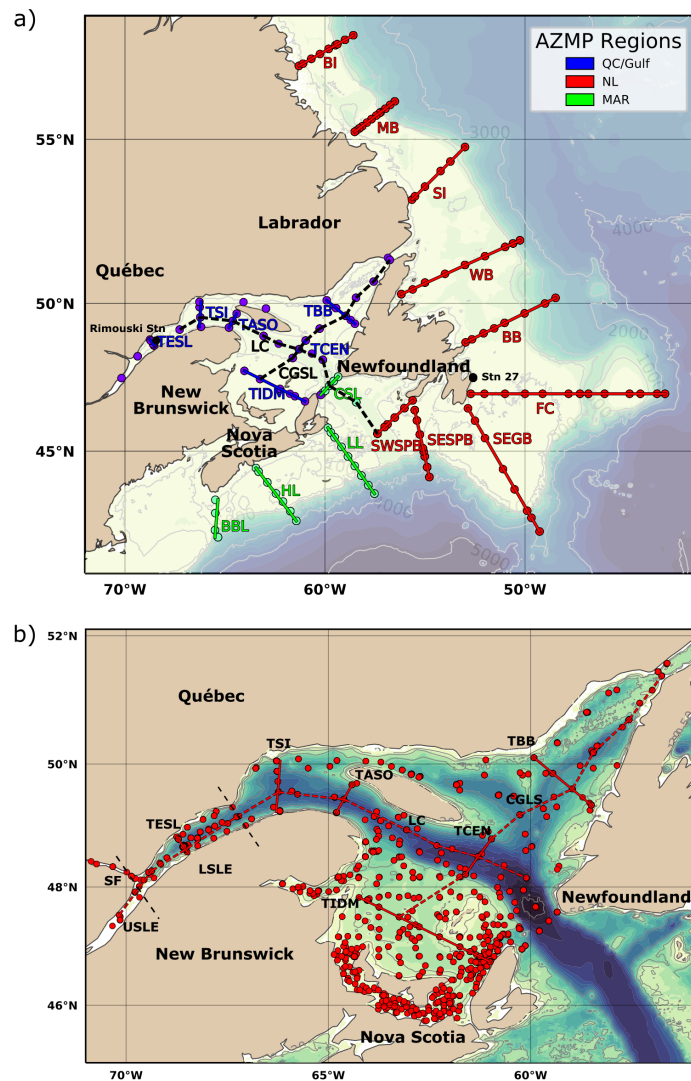 a)
AZMP Regions
QC/Gulf
NL
MAR
BI
MB
3000
55°N
SI
Labrador
4000
WB
Québec
50°N
TSI
TBB
Rimouski Stn
TASO
BB
2000
TESL
LC
TCEN
Newfoundland
Stn 27
CGSL
New
Brunswick
TIDM
CSL
FC
Nova
Scotia
LL
SWSPB
SESPB
SEGB
45°N
HL
BBL
5000
70°W
60°W
50°W
b)
52°N
Québec
TSI
TBB
50°N
TASO
CGLS
LC
TCEN
TESL
LSLE
SF
48°N
TIDM
Newfoundland
USLE
New Brunswick
46°N
Nova Scotia
70°W
65°W
60°W